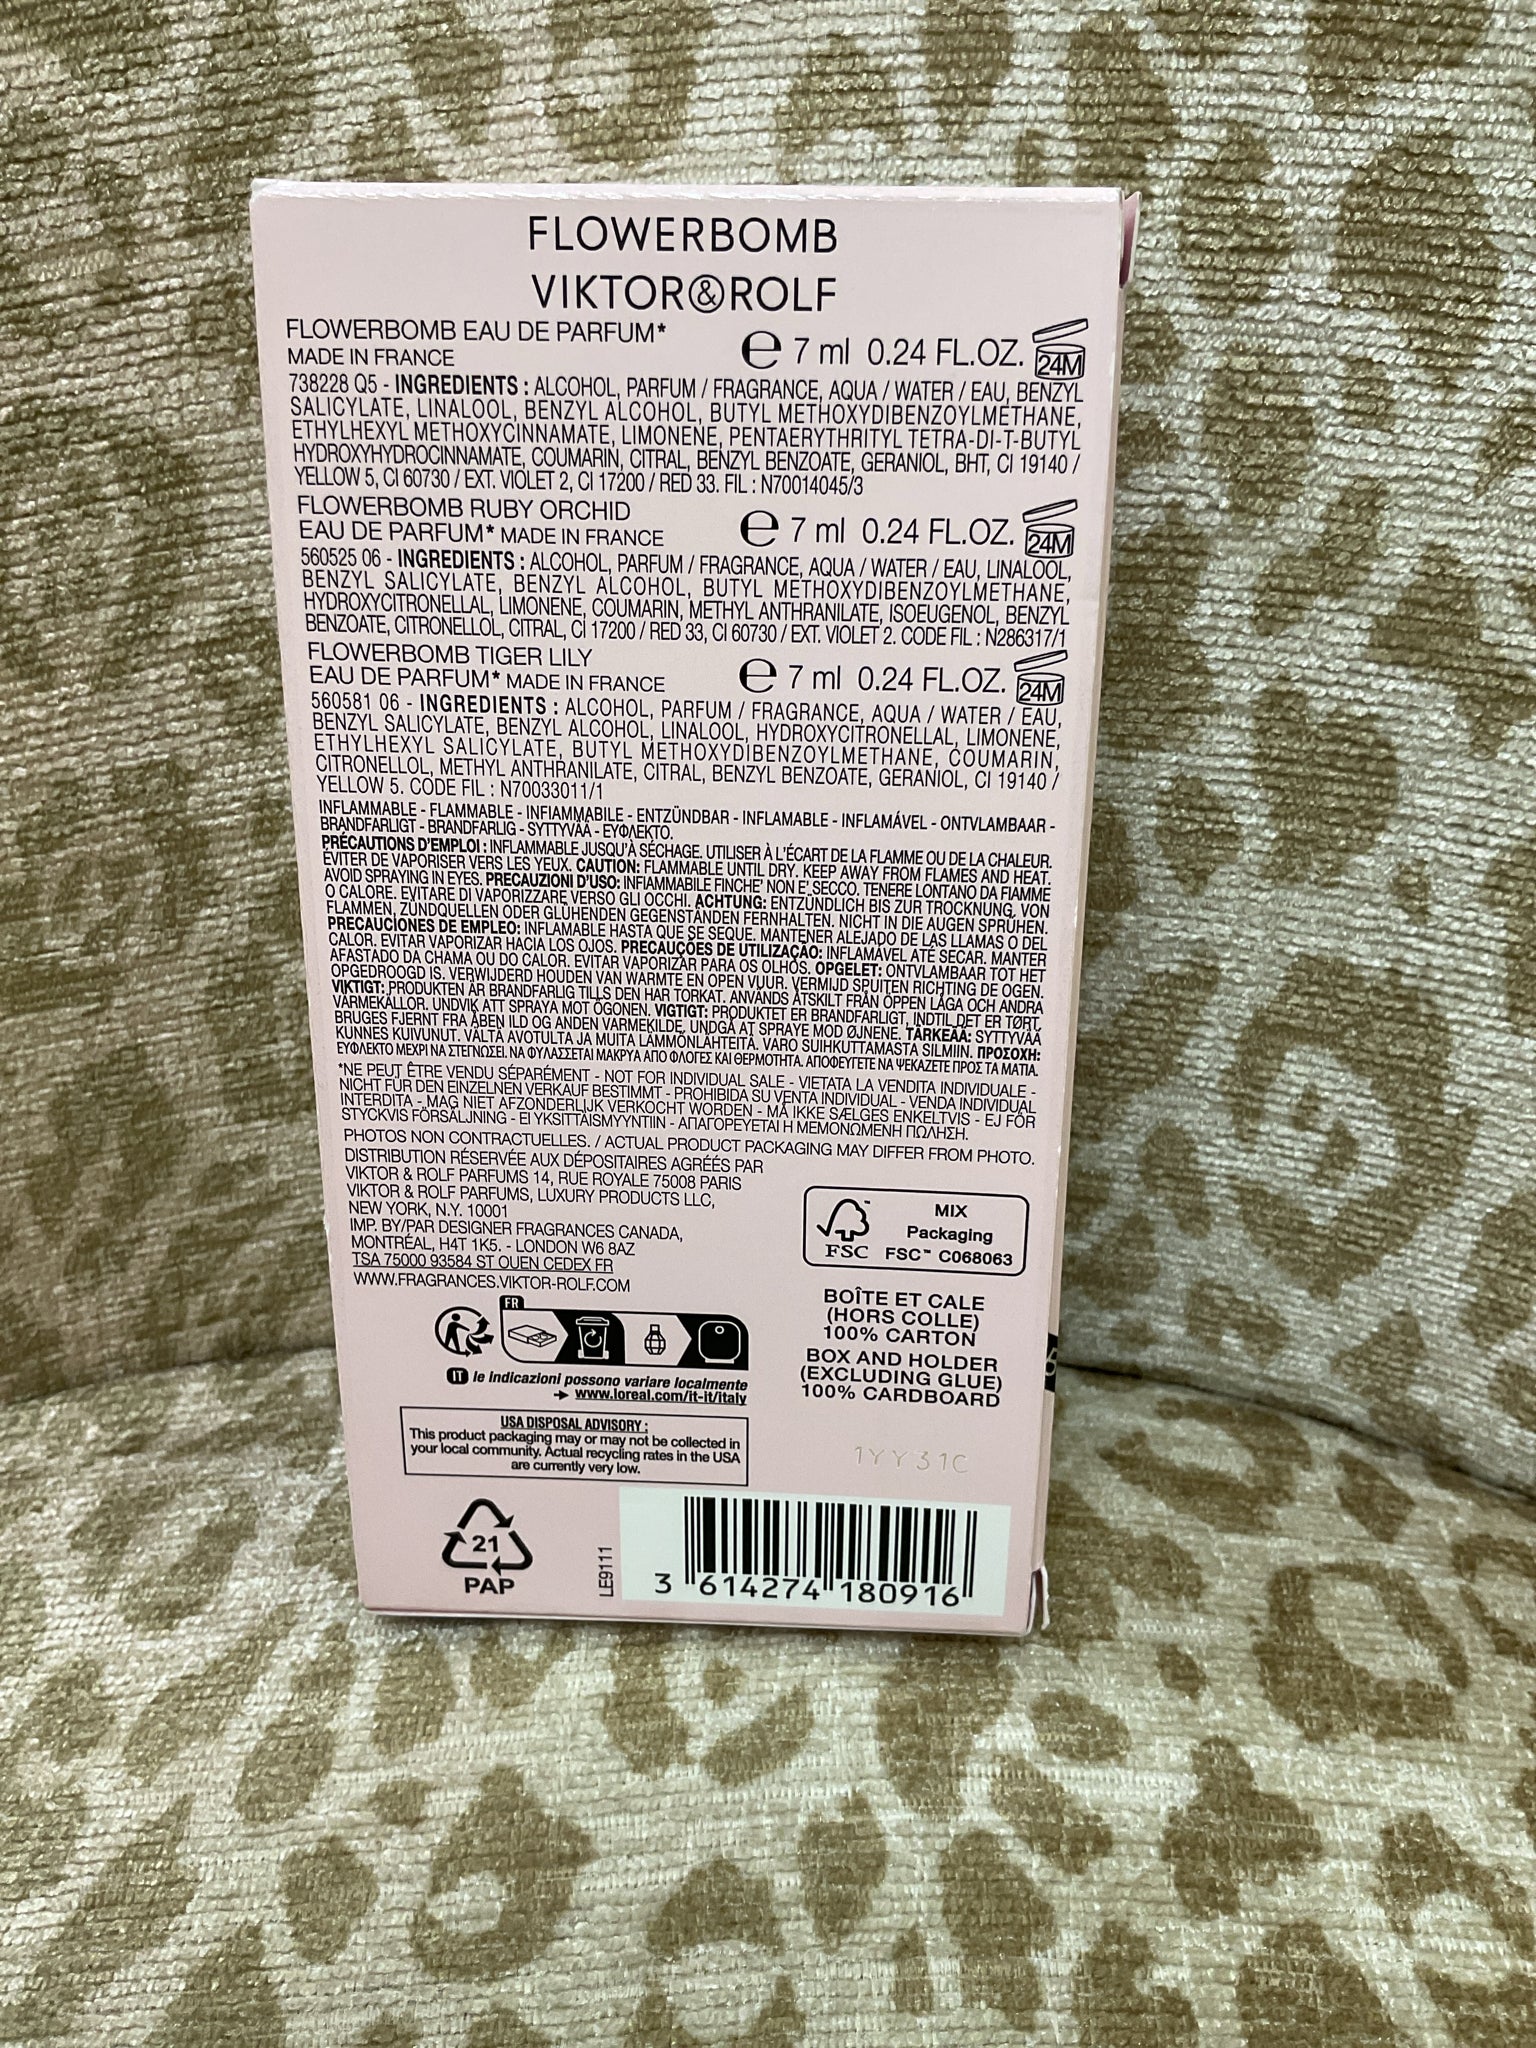 FLOWERBOMB
VIKTOR&ROLF
FLOWERBOMB EAU DE PARFUM*
MADE IN FRANCE
℮ 7 ml 0.24 FL.OZ. 24M
738228 Q5 - INGREDIENTS : ALCOHOL, PARFUM / FRAGRANCE, AQUA / WATER / EAU, BENZYL
SALICYLATE, LINALOOL, BENZYL ALCOHOL, BUTYL METHOXYDIBENZOYLMETHANE,
ETHYLHEXYL METHOXYCINNAMATE, LIMONENE, PENTAERYTHRITYL TETRA-DI-T-BUTYL
HYDROXYHYDROCINNAMATE, COUMARIN, CITRAL, BENZYL BENZOATE, GERANIOL, BHT, CI 19140 /
YELLOW 5, CI 60730 / EXT. VIOLET 2, CI 17200 / RED 33. FIL : N70014045/3
FLOWERBOMB RUBY ORCHID
EAU DE PARFUM* MADE IN FRANCE
℮ 7 ml 0.24 FL.OZ. 24M
560525 06 - INGREDIENTS : ALCOHOL, PARFUM / FRAGRANCE, AQUA / WATER / EAU, LINALOOL,
BENZYL SALICYLATE, BENZYL ALCOHOL, BUTYL METHOXYDIBENZOYLMETHANE,
HYDROXYCITRONELLAL, LIMONENE, COUMARIN, METHYL ANTHRANILATE, ISOEUGENOL, BENZYL
BENZOATE, CITRONELLOL, CITRAL, CI 17200 / RED 33, CI 60730 / EXT. VIOLET 2. CODE FIL : N286317/1
FLOWERBOMB TIGER LILY
EAU DE PARFUM* MADE IN FRANCE
℮ 7 ml 0.24 FL.OZ. 24M
560581 06 - INGREDIENTS : ALCOHOL, PARFUM / FRAGRANCE, AQUA / WATER / EAU,
BENZYL SALICYLATE, BENZYL ALCOHOL, LINALOOL, HYDROXYCITRONELLAL, LIMONENE,
ETHYLHEXYL SALICYLATE, BUTYL METHOXYDIBENZOYLMETHANE, COUMARIN,
CITRONELLOL, METHYL ANTHRANILATE, CITRAL, BENZYL BENZOATE, GERANIOL, CI 19140 /
YELLOW 5. CODE FIL : N70033011/1
INFLAMMABLE - FLAMMABLE - INFIAMMABILE - ENTZÜNDBAR - INFLAMABLE - INFLAMÁVEL - ONTVLAMBAAR -
BRANDFARLIGT - BRANDFARLIG - SYTTYVÄÄ - ΕΥΦΛΕΚΤΟ.
PRÉCAUTIONS D'EMPLOI : INFLAMMABLE JUSQU'À SÉCHAGE. UTILISER À L'ÉCART DE LA FLAMME OU DE LA CHALEUR.
ÉVITER DE VAPORISER VERS LES YEUX. CAUTION: FLAMMABLE UNTIL DRY. KEEP AWAY FROM FLAMES AND HEAT.
AVOID SPRAYING IN EYES. PRECAUZIONI D'USO: INFIAMMABILE FINCHE' NON E' SECCO. TENERE LONTANO DA FIAMME
O CALORE. EVITARE DI VAPORIZZARE VERSO GLI OCCHI. ACHTUNG: ENTZÜNDLICH BIS ZUR TROCKNUNG, VON
FLAMMEN, ZÜNDQUELLEN ODER GLÜHENDEN GEGENSTÄNDEN FERNHALTEN. NICHT IN DIE AUGEN SPRÜHEN.
PRECAUCIONES DE EMPLEO: INFLAMABLE HASTA QUE SE SEQUE. MANTENER ALEJADO DE LAS LLAMAS O DEL
CALOR. EVITAR VAPORIZAR HACIA LOS OJOS. PRECAUÇÕES DE UTILIZAÇÃO: INFLAMÁVEL ATÉ SECAR. MANTER
AFASTADO DA CHAMA OU DO CALOR. EVITAR VAPORIZAR PARA OS OLHOS. OPGELET: ONTVLAMBAAR TOT HET
OPGEDROOGD IS. VERWIJDERD HOUDEN VAN WARMTE EN OPEN VUUR. VERMIJD SPUITEN RICHTING DE OGEN.
VIKTIGT: PRODUKTEN ÄR BRANDFARLIG TILLS DEN HAR TORKAT. ANVÄNDS ÅTSKILT FRÅN ÖPPEN LÅGA OCH ANDRA
VÄRMEKÄLLOR. UNDVIK ATT SPRAYA MOT ÖGONEN. VIGTIGT: PRODUKTET ER BRANDFARLIGT, INDTIL DET ER TØRT.
BRUGES FJERNT FRA ÅBEN ILD OG ANDEN VARMEKILDE, UNDGÅ AT SPRAYE MOD ØJNENE. TÄRKEÄÄ: SYTTYVÄÄ
KUNNES KUIVUNUT. VÄLTÄ AVOTULTA JA MUITA LÄMMÖNLÄHTEITÄ. VARO SUIHKUTTAMASTA SILMIIN. ΠΡΟΣΟΧΗ:
ΕΥΦΛΕΚΤΟ ΜΕΧΡΙ ΝΑ ΣΤΕΓΝΩΣΕΙ. ΝΑ ΦΥΛΑΣΣΕΤΑΙ ΜΑΚΡΥΑ ΑΠΟ ΦΛΟΓΕΣ ΚΑΙ ΘΕΡΜΟΤΗΤΑ. ΑΠΟΦΕΥΓΕΤΕ ΝΑ ΨΕΚΑΖΕΤΕ ΠΡΟΣ ΤΑ ΜΑΤΙΑ.
*NE PEUT ÊTRE VENDU SÉPARÉMENT - NOT FOR INDIVIDUAL SALE - VIETATA LA VENDITA INDIVIDUALE -
NICHT FÜR DEN EINZELNEN VERKAUF BESTIMMT - PROHIBIDA SU VENTA INDIVIDUAL - VENDA INDIVIDUAL
INTERDITA - MAG NIET AFZONDERLIJK VERKOCHT WORDEN - MÅ IKKE SÆLGES ENKELTVIS - EJ FÖR
STYCKVIS FÖRSÄLJNING - EI YKSITTÄISMYYNTIIN - ΑΠΑΓΟΡΕΥΕΤΑΙ Η ΜΕΜΟΝΩΜΕΝΗ ΠΩΛΗΣΗ.
PHOTOS NON CONTRACTUELLES. / ACTUAL PRODUCT PACKAGING MAY DIFFER FROM PHOTO.
DISTRIBUTION RÉSERVÉE AUX DÉPOSITAIRES AGRÉÉS PAR
VIKTOR & ROLF PARFUMS 14, RUE ROYALE 75008 PARIS
VIKTOR & ROLF PARFUMS, LUXURY PRODUCTS LLC,
NEW YORK, N.Y. 10001
IMP. BY/PAR DESIGNER FRAGRANCES CANADA,
MONTRÉAL, H4T 1K5. - LONDON W6 8AZ
TSA 75000 93584 ST OUEN CEDEX FR
WWW.FRAGRANCES.VIKTOR-ROLF.COM
FSC™
MIX
Packaging
FSC™ C068063
BOÎTE ET CALE
(HORS COLLE)
100% CARTON
BOX AND HOLDER
(EXCLUDING GLUE)
100% CARDBOARD
FR
IT le indicazioni possono variare localmente
→ www.loreal.com/it-it/italy
USA DISPOSAL ADVISORY :
This product packaging may or may not be collected in
your local community. Actual recycling rates in the USA
are currently very low.
1YY31C
21
PAP
LE9111
3 614274 180916